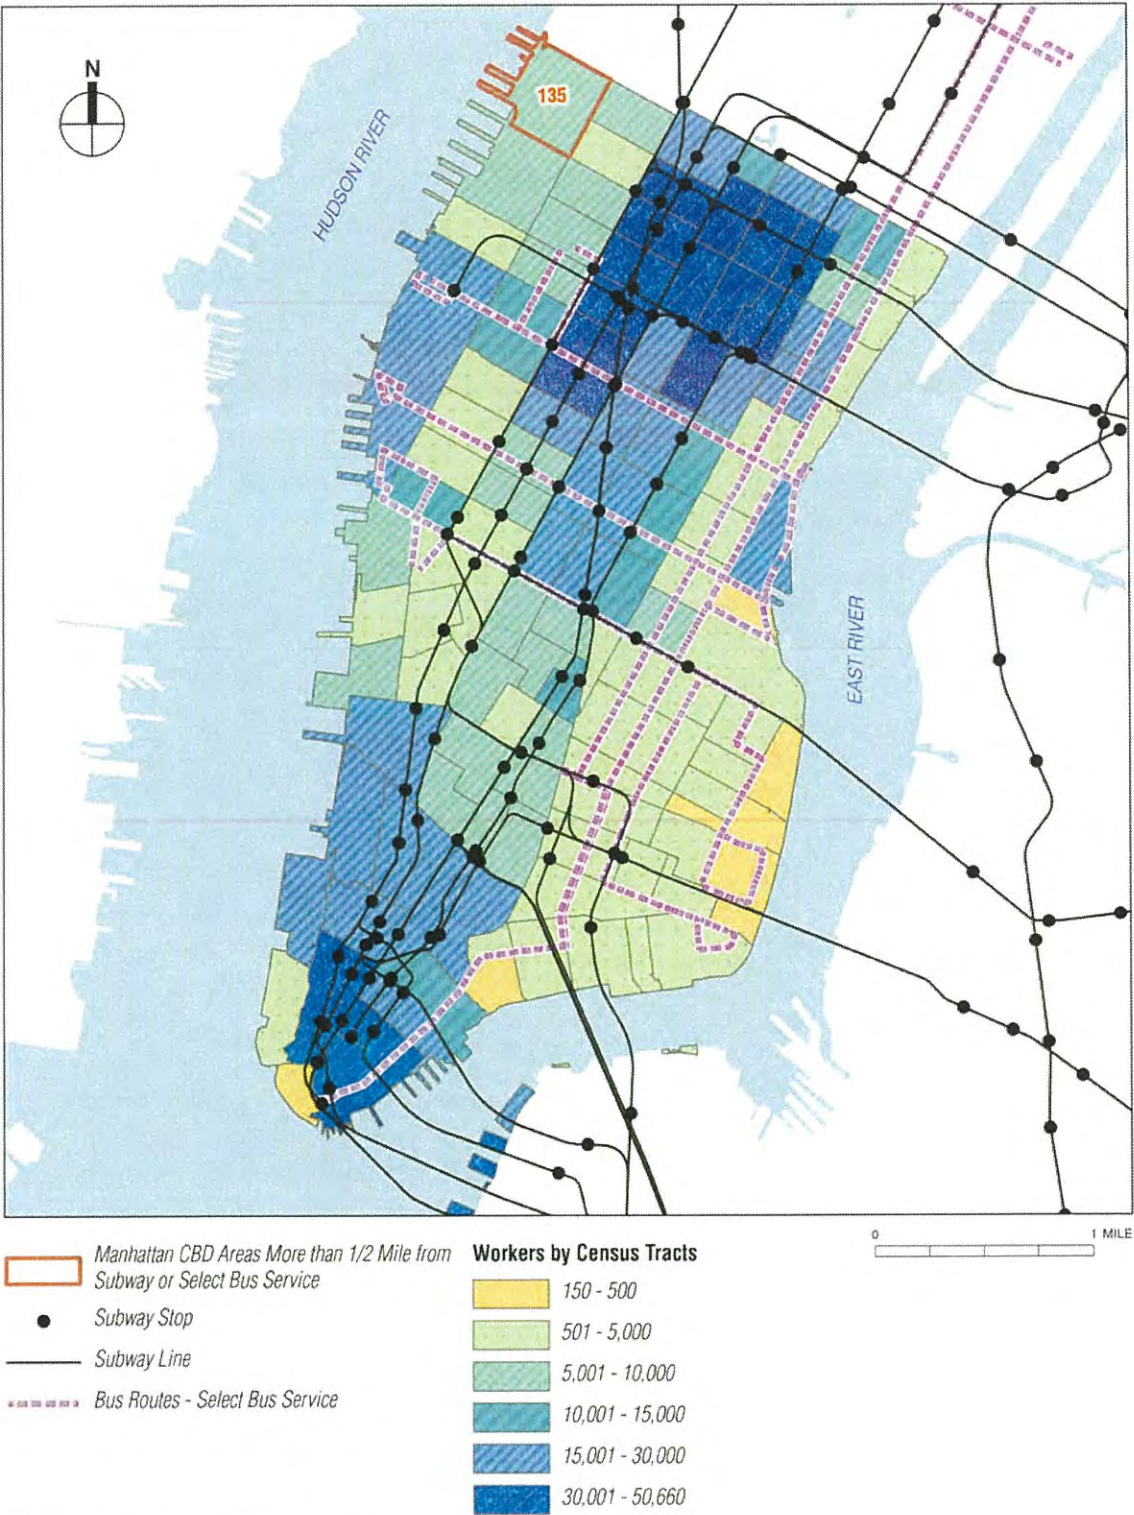 N
135
HUDSON RIVER
EAST RIVER
0 1 MILE
Manhattan CBD Areas More than 1/2 Mile from
Subway or Select Bus Service
Subway Stop
Subway Line
Bus Routes - Select Bus Service
Workers by Census Tracts
150 - 500
501 - 5,000
5,001 - 10,000
10,001 - 15,000
15,001 - 30,000
30,001 - 50,660